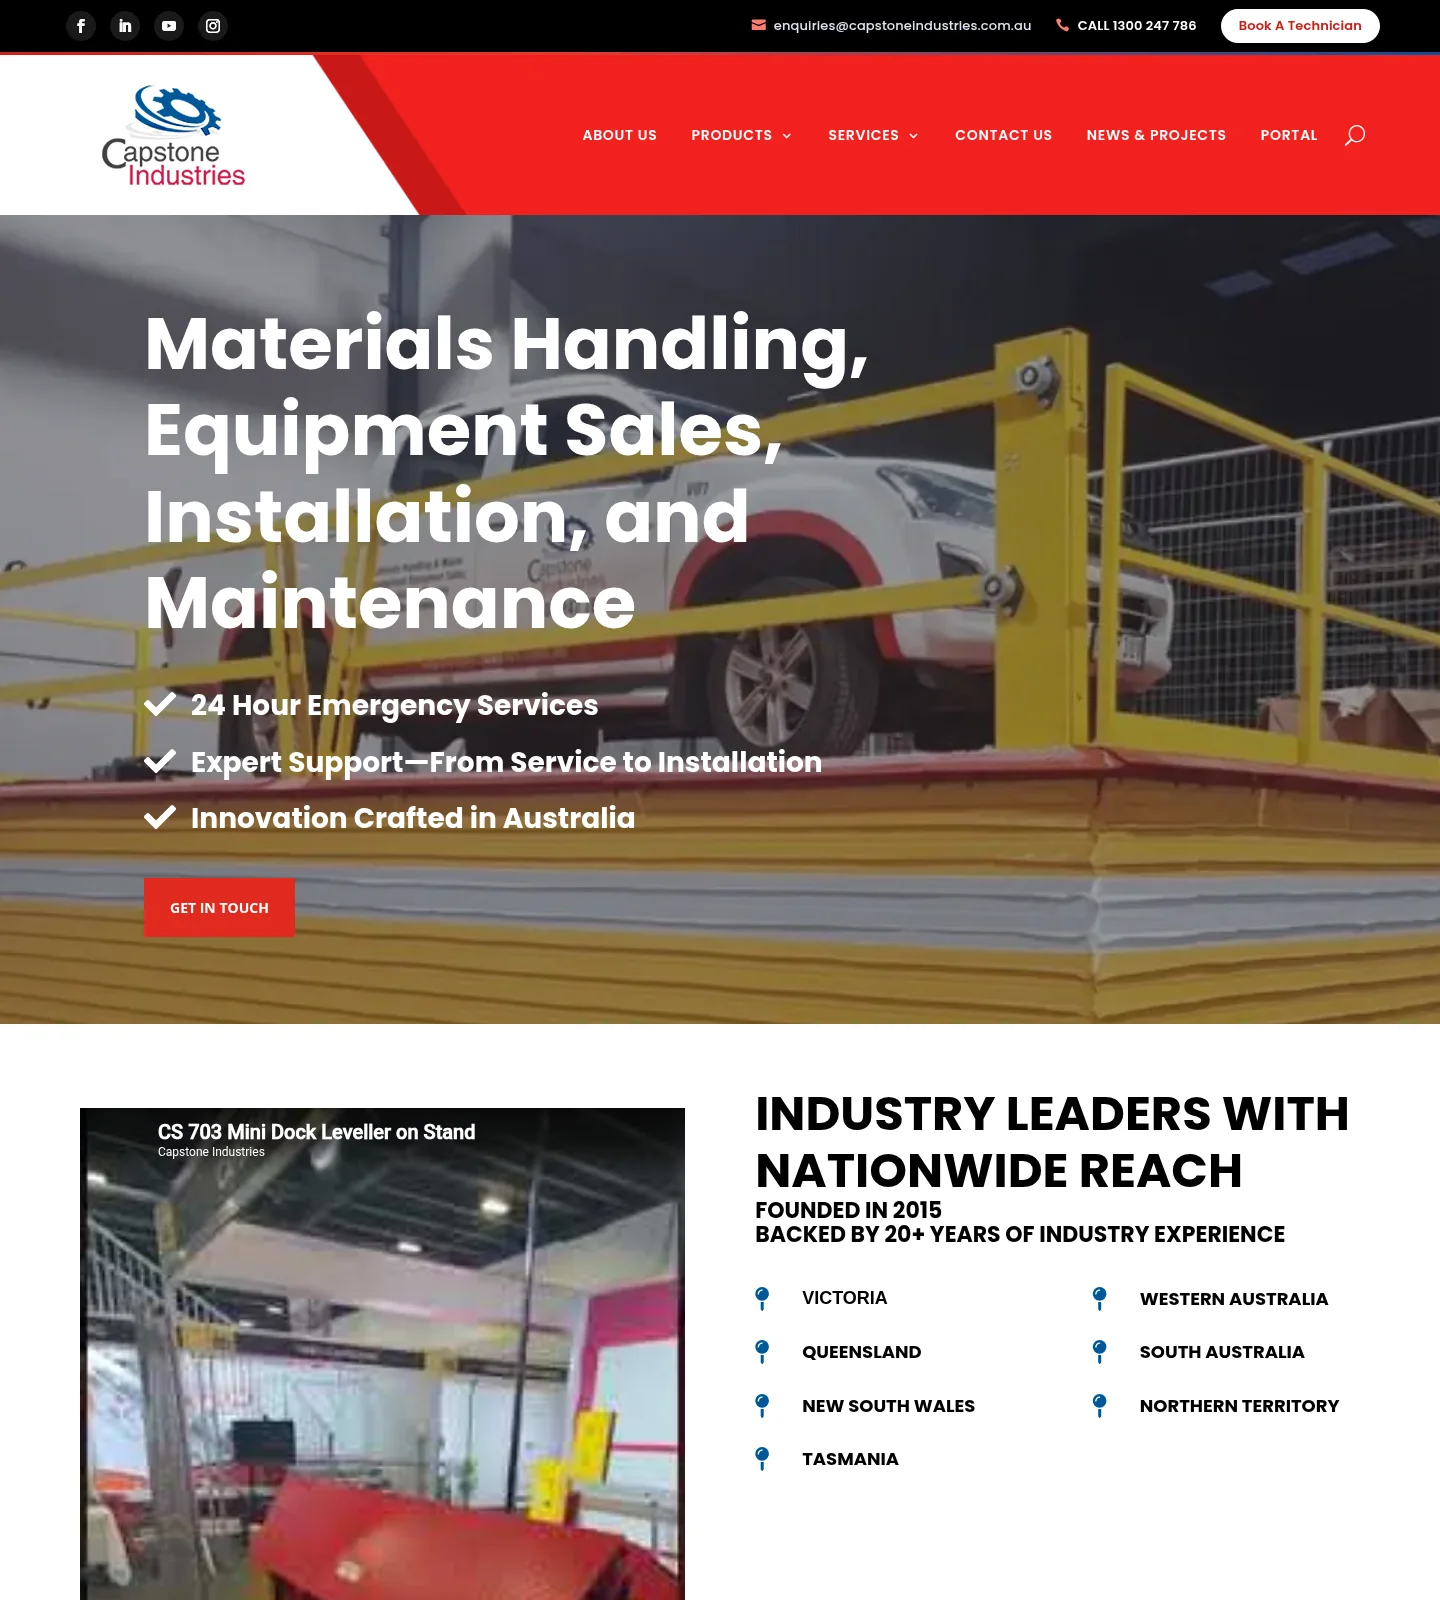 enquiries@capstoneindustries.com.au
CALL 1300 247 786
Book A Technician
Capstone
Industries
ABOUT US
PRODUCTS
SERVICES
CONTACT US
NEWS & PROJECTS
PORTAL
Materials Handling,
Equipment Sales,
Installation, and
Maintenance
24 Hour Emergency Services
Expert Support—From Service to Installation
Innovation Crafted in Australia
GET IN TOUCH
V07
Capstone
Industries
CS 703 Mini Dock Leveller on Stand
Capstone Industries
INDUSTRY LEADERS WITH
NATIONWIDE REACH
FOUNDED IN 2015
BACKED BY 20+ YEARS OF INDUSTRY EXPERIENCE
VICTORIA
QUEENSLAND
NEW SOUTH WALES
TASMANIA
WESTERN AUSTRALIA
SOUTH AUSTRALIA
NORTHERN TERRITORY